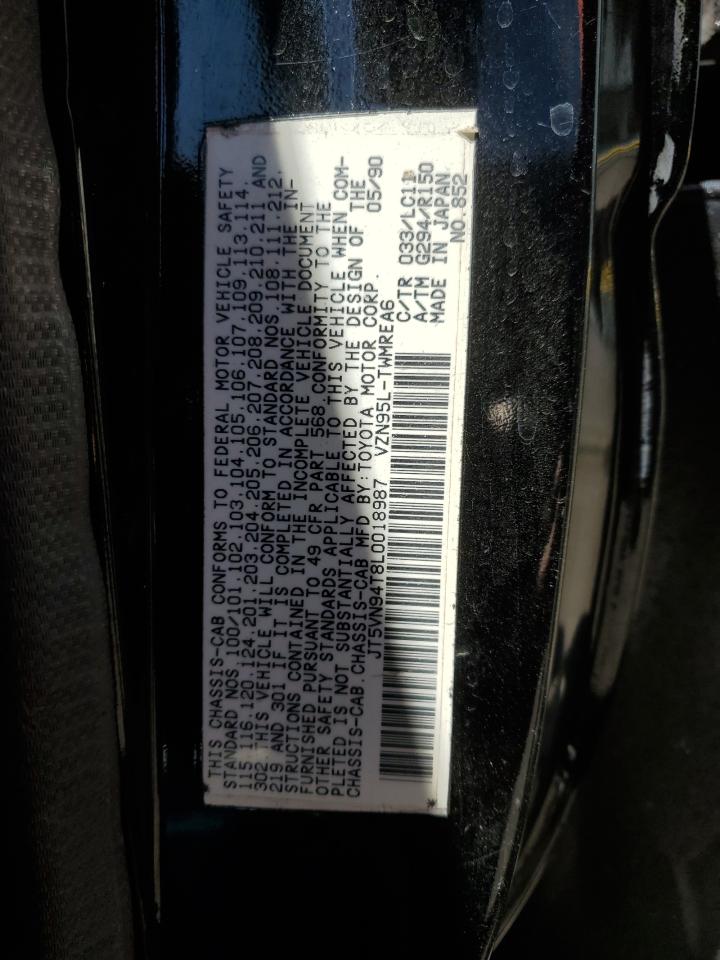 THIS CHASSIS-CAB CONFORMS TO FEDERAL MOTOR VEHICLE SAFETY
STANDARD NOS 100/101.102.103.104.105.106.107.109.113.114.
115.116.120.124.201.203.204.205.206.207.208.209.210.211 AND
302.THIS VEHICLE WILL CONFORM TO STANDARD NOS.108.111.212.
219 AND 301 IF IT IS COMPLETED IN ACCORDANCE WITH THE IN-
STRUCTIONS CONTAINED IN THE INCOMPLETE VEHICLE DOCUMENT
FURNISHED PURSUANT TO 49 CFR PART 568 CONFORMITY TO THE
OTHER SAFETY STANDARDS APPLICABLE TO THIS VEHICLE WHEN COM-
PLETED IS NOT SUBSTANTIALLY AFFECTED BY THE DESIGN OF THE
CHASSIS-CAB.CHASSIS-CAB MFD BY:TOYOTA MOTOR CORP. 05/90
JT5VN94T8L0018987 VZN95L-TWMREA6
C/TR 033/LC11
A/TM G294/R150
MADE IN JAPAN.
NO.852